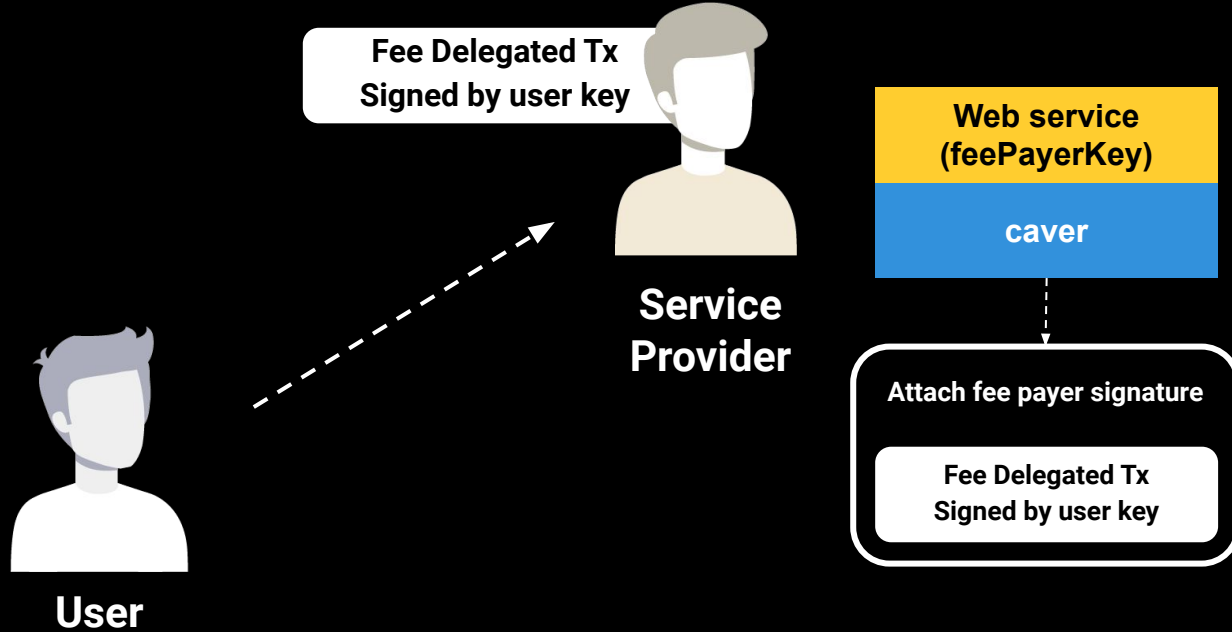 Fee Delegated Tx
Signed by user key
Service
Provider
User
Web service
(feePayerKey)
caver
Attach fee payer signature
Fee Delegated Tx
Signed by user key